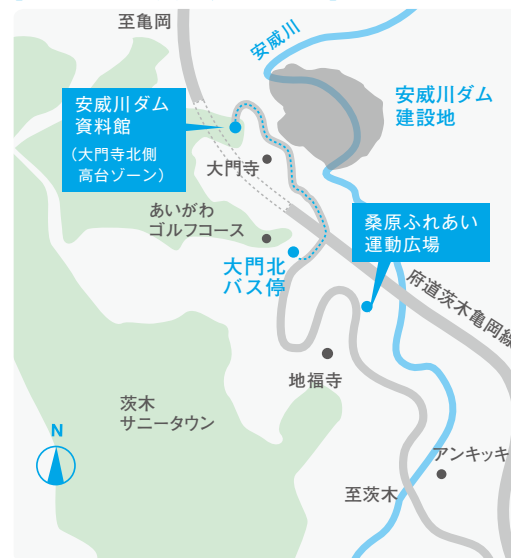 至亀岡
安威川
安威川ダム
資料館
（大門寺北側
高台ゾーン）
安威川ダム
建設地
大門寺
あいがわ
ゴルフコース
桑原ふれあい
運動広場
大門北
バス停
府道茨木亀岡線
地福寺
茨木
サニータウン
N
アンキッキ
至茨木